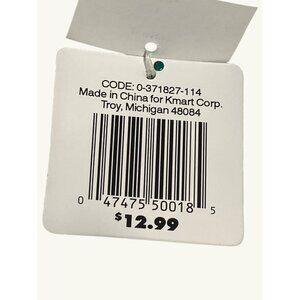 CODE: 0-371827-114
Made in China for Kmart Corp.
Troy, Michigan 48084
0 47475 50018 5
$12.99